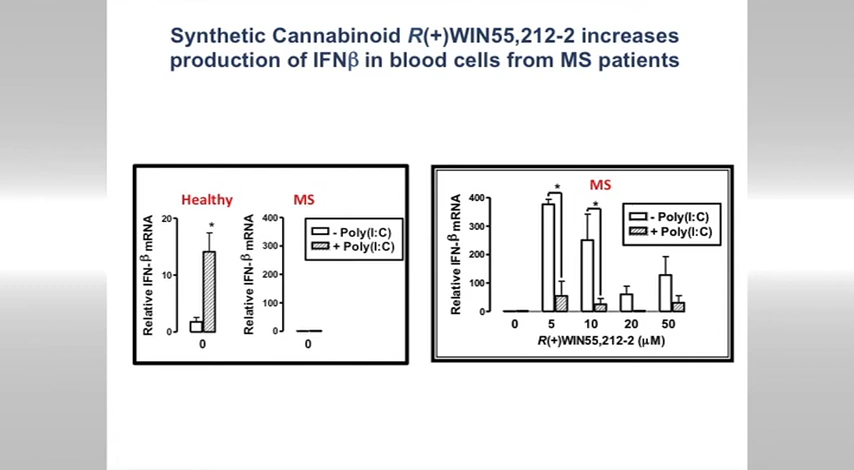 Synthetic Cannabinoid R(+)WIN55,212-2 increases
production of IFNβ in blood cells from MS patients
Healthy
MS
Relative IFN-β mRNA
20
10
0
*
0
Relative IFN-β mRNA
400
300
200
100
0
0
- Poly(I:C)
+ Poly(I:C)
MS
Relative IFN-β mRNA
400
300
200
100
0
*
*
- Poly(I:C)
+ Poly(I:C)
0 5 10 20 50
R(+)WIN55,212-2 (μM)